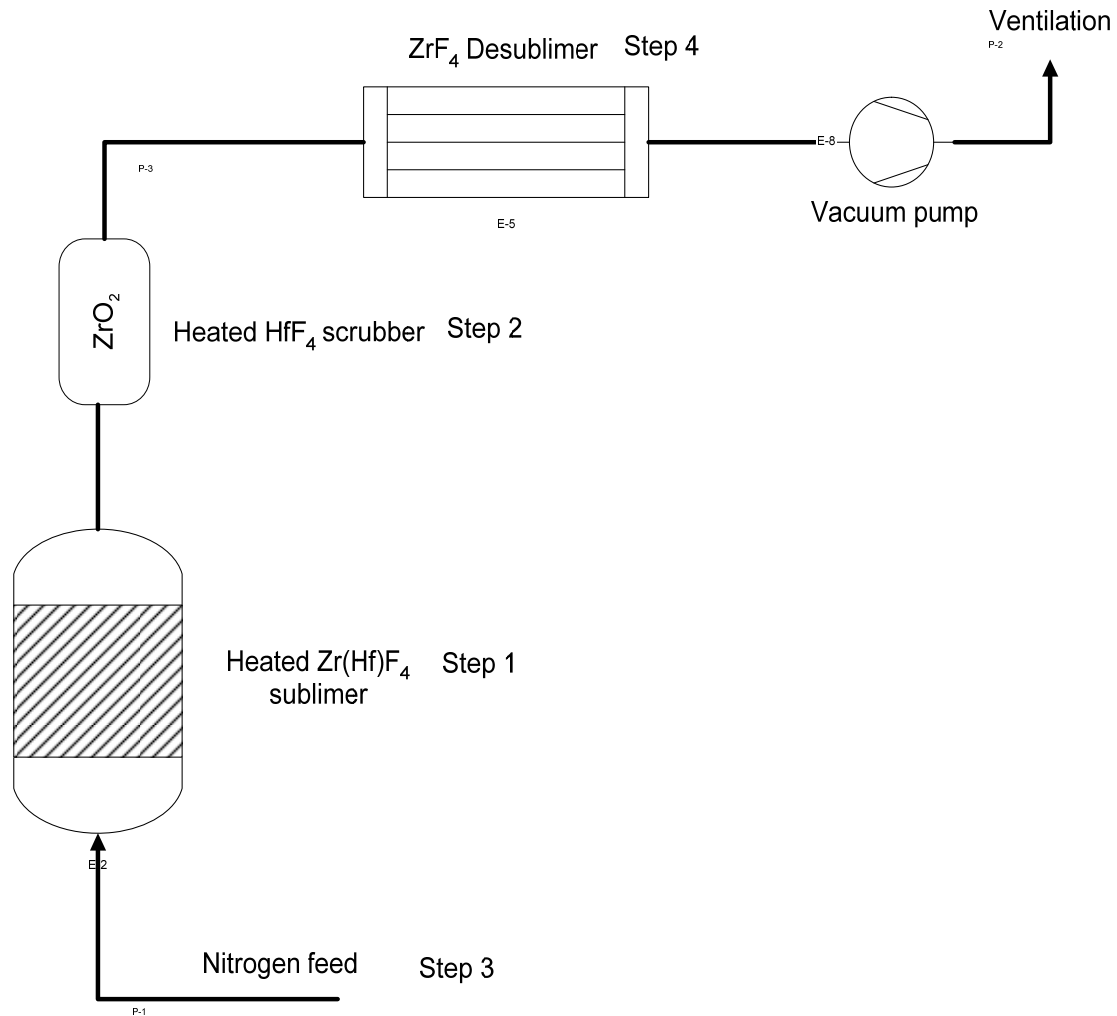 Ventilation
P-2
ZrF₄ Desublimer Step 4
E-8
P-3
E-5
Vacuum pump
ZrO₂
Heated HfF₄ scrubber Step 2
Heated Zr(Hf)F₄ Step 1
sublimer
E-2
Nitrogen feed Step 3
P-1